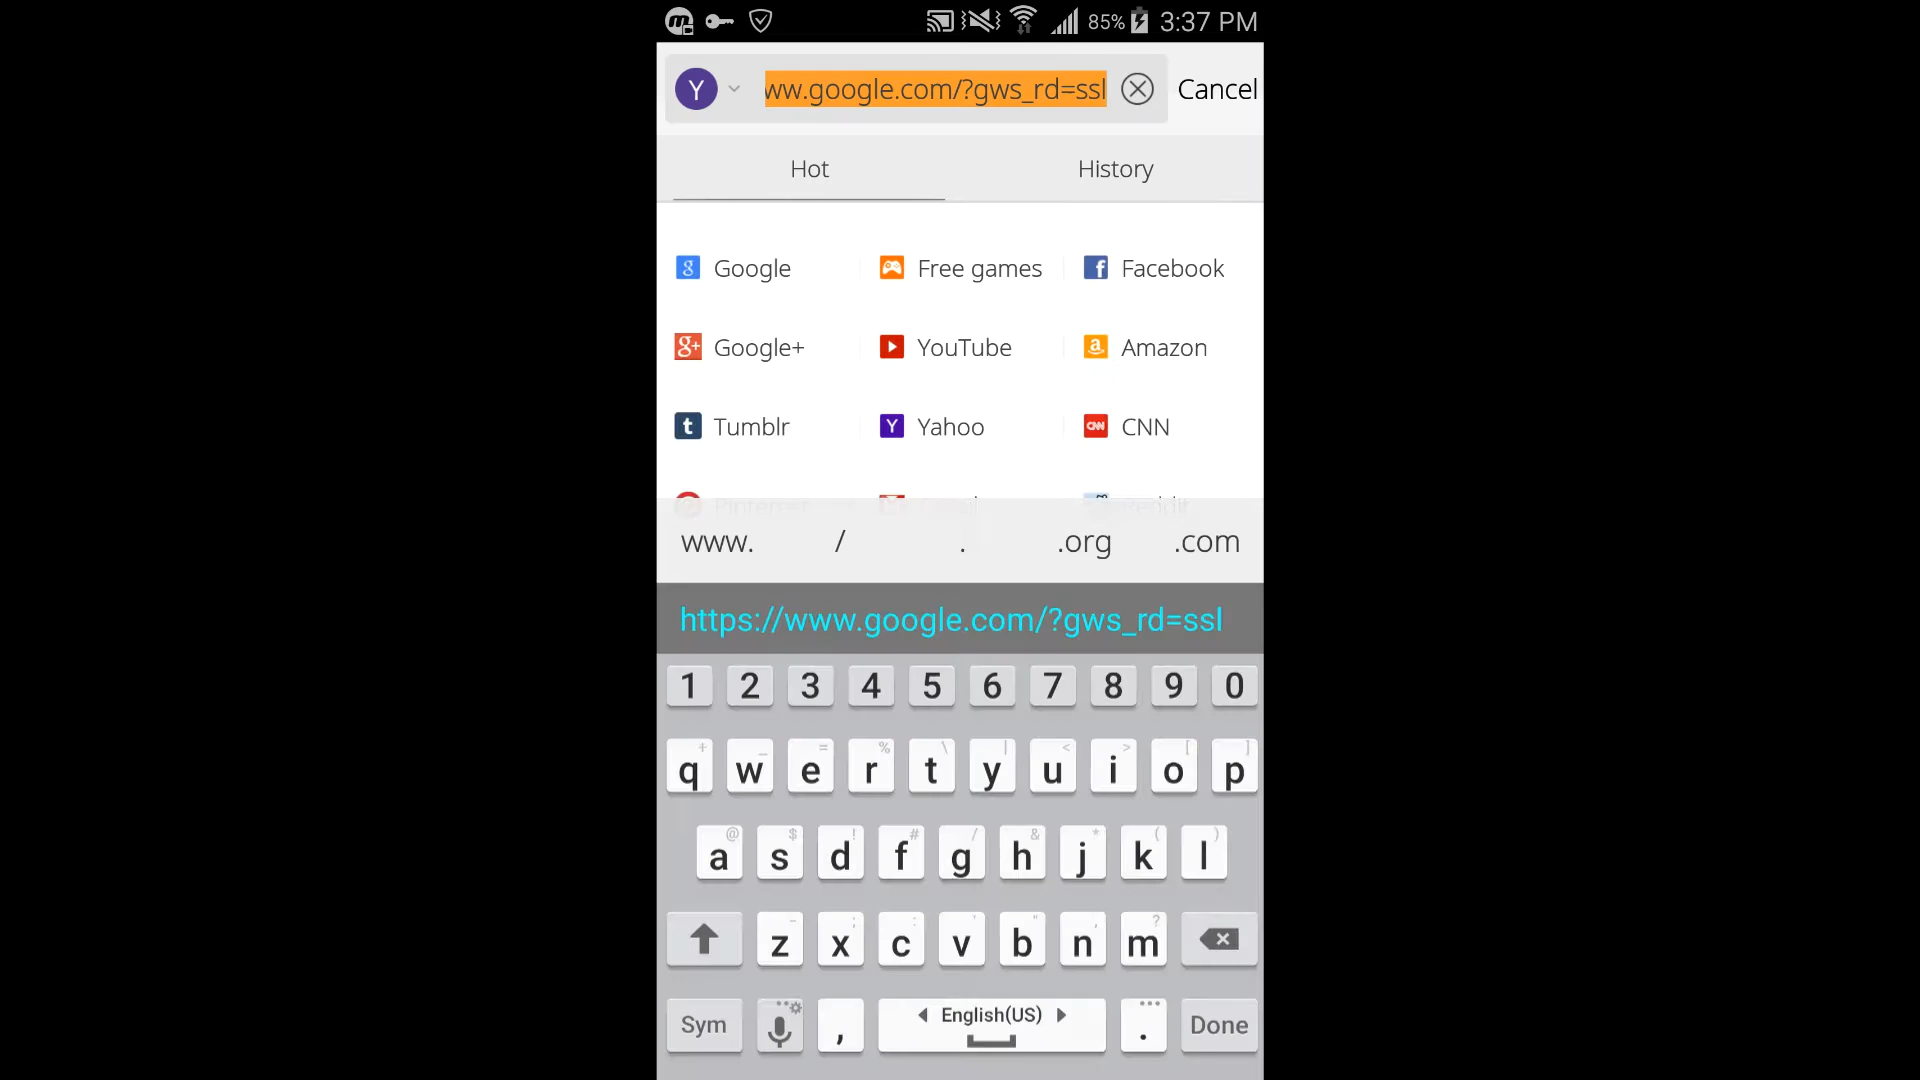 85% 3:37 PM
Y ww.google.com/?gws_rd=ssl Cancel
Hot History
Google Free games Facebook
Google+ YouTube Amazon
Tumblr Yahoo CNN
www. / . .org .com
https://www.google.com/?gws_rd=ssl
1 2 3 4 5 6 7 8 9 0
q w e r t y u i o p
a s d f g h j k l
z x c v b n m
Sym , English(US) . Done